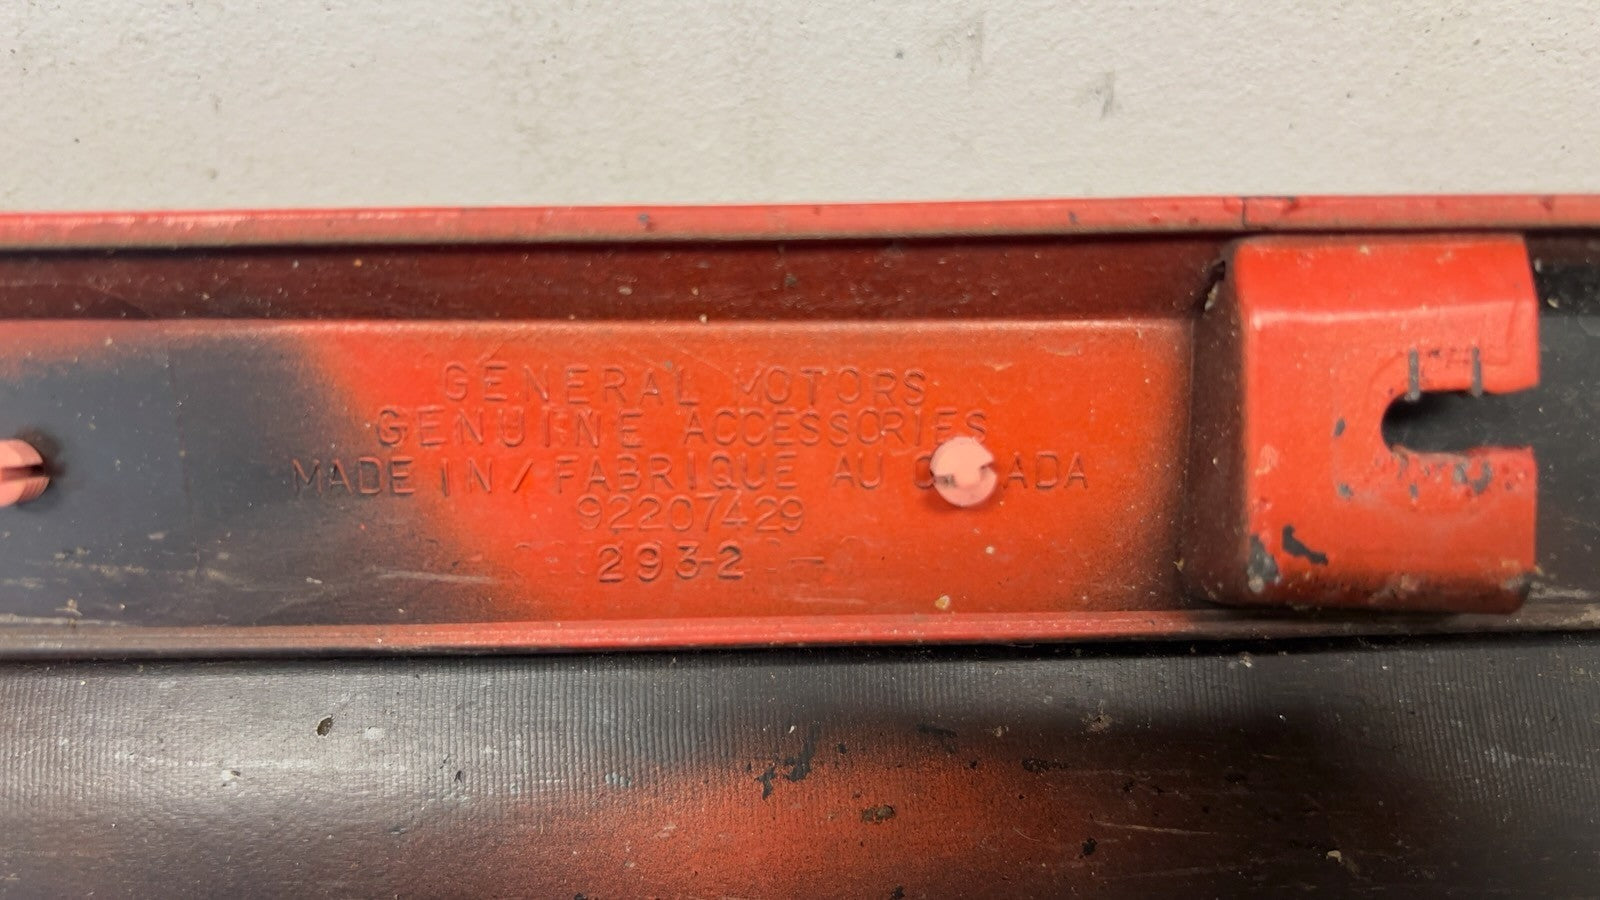 GENERAL MOTORS
GENUINE ACCESSORIES
MADE IN / FABRIQUE AU CANADA
92207429
293-2